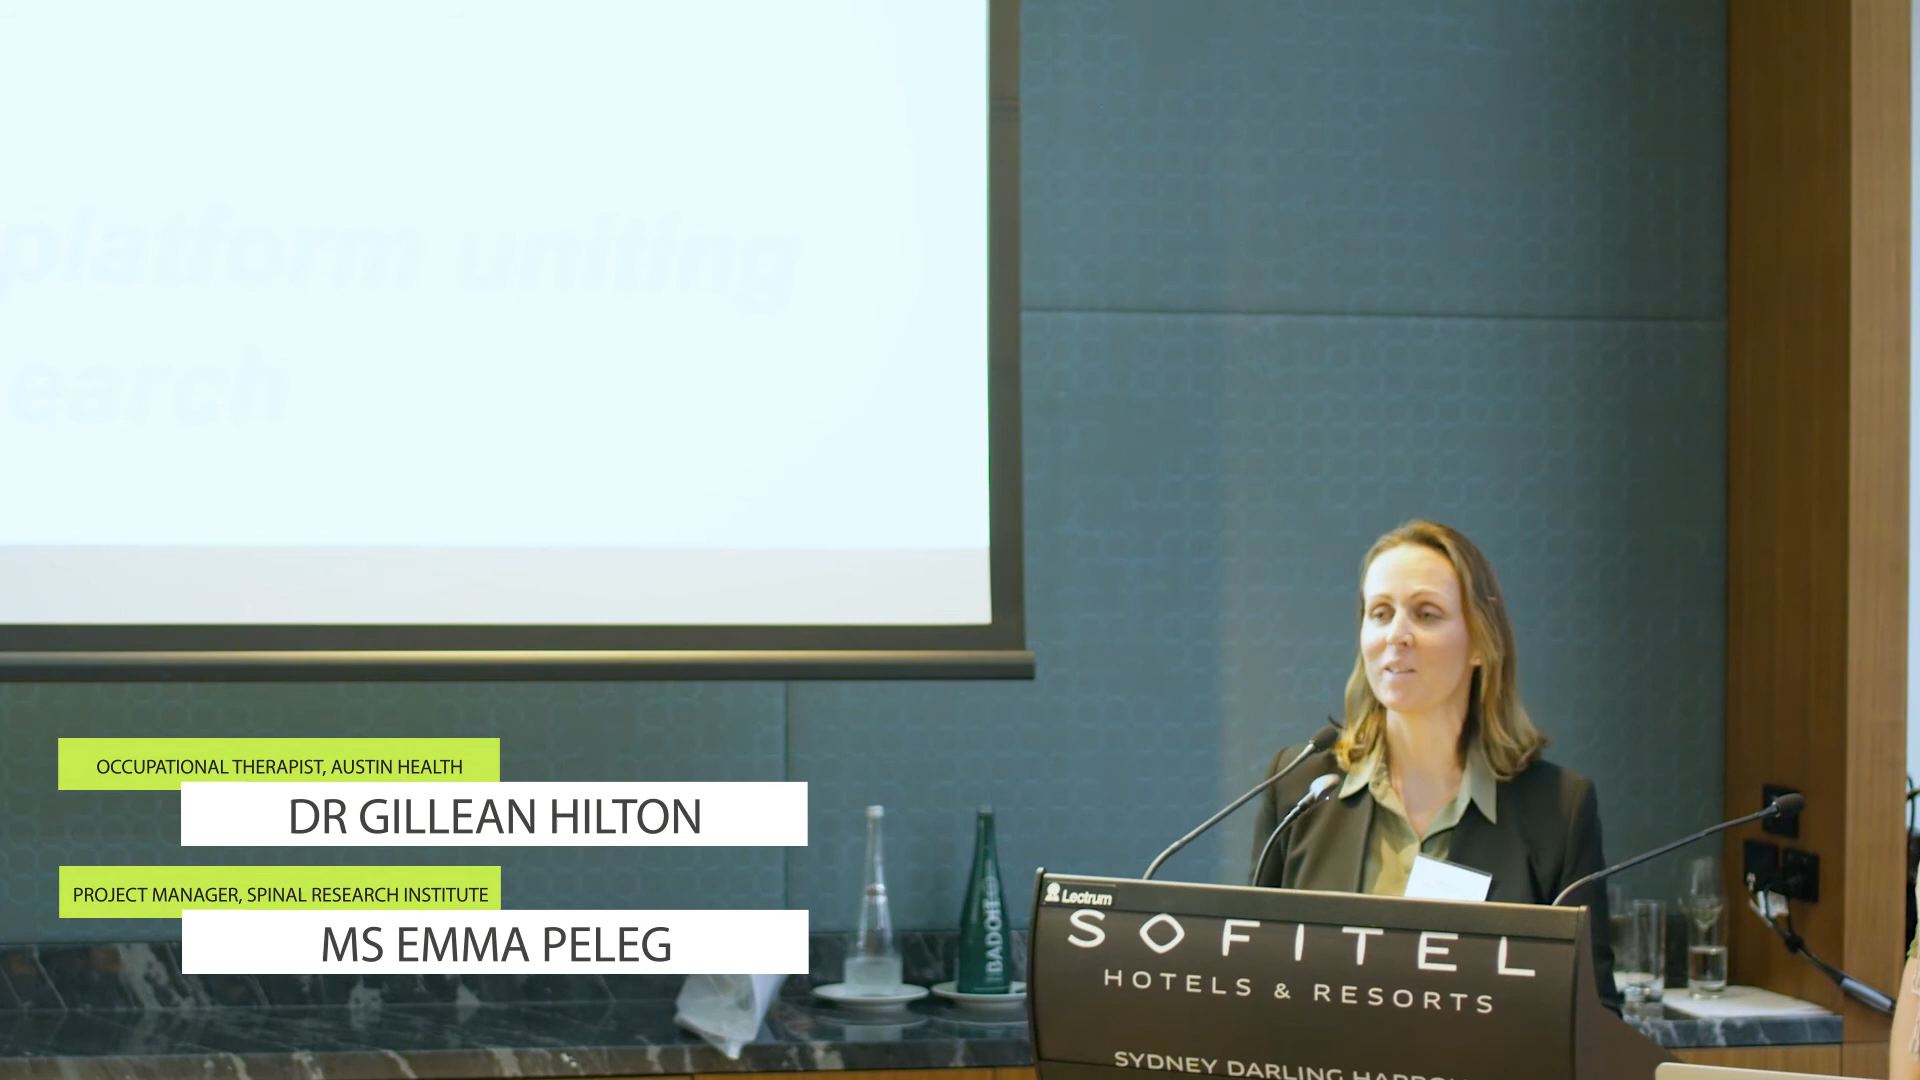 platform uniting
earch
OCCUPATIONAL THERAPIST, AUSTIN HEALTH
DR GILLEAN HILTON
PROJECT MANAGER, SPINAL RESEARCH INSTITUTE
MS EMMA PELEG
BADOIT
Lectrum
SOFITEL
HOTELS & RESORTS
SYDNEY DARLING HARBOU